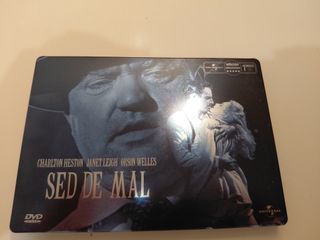 CHARLTON HESTON JANET LEIGH ORSON WELLES
SED DE MAL
DVD
UNIVERSAL